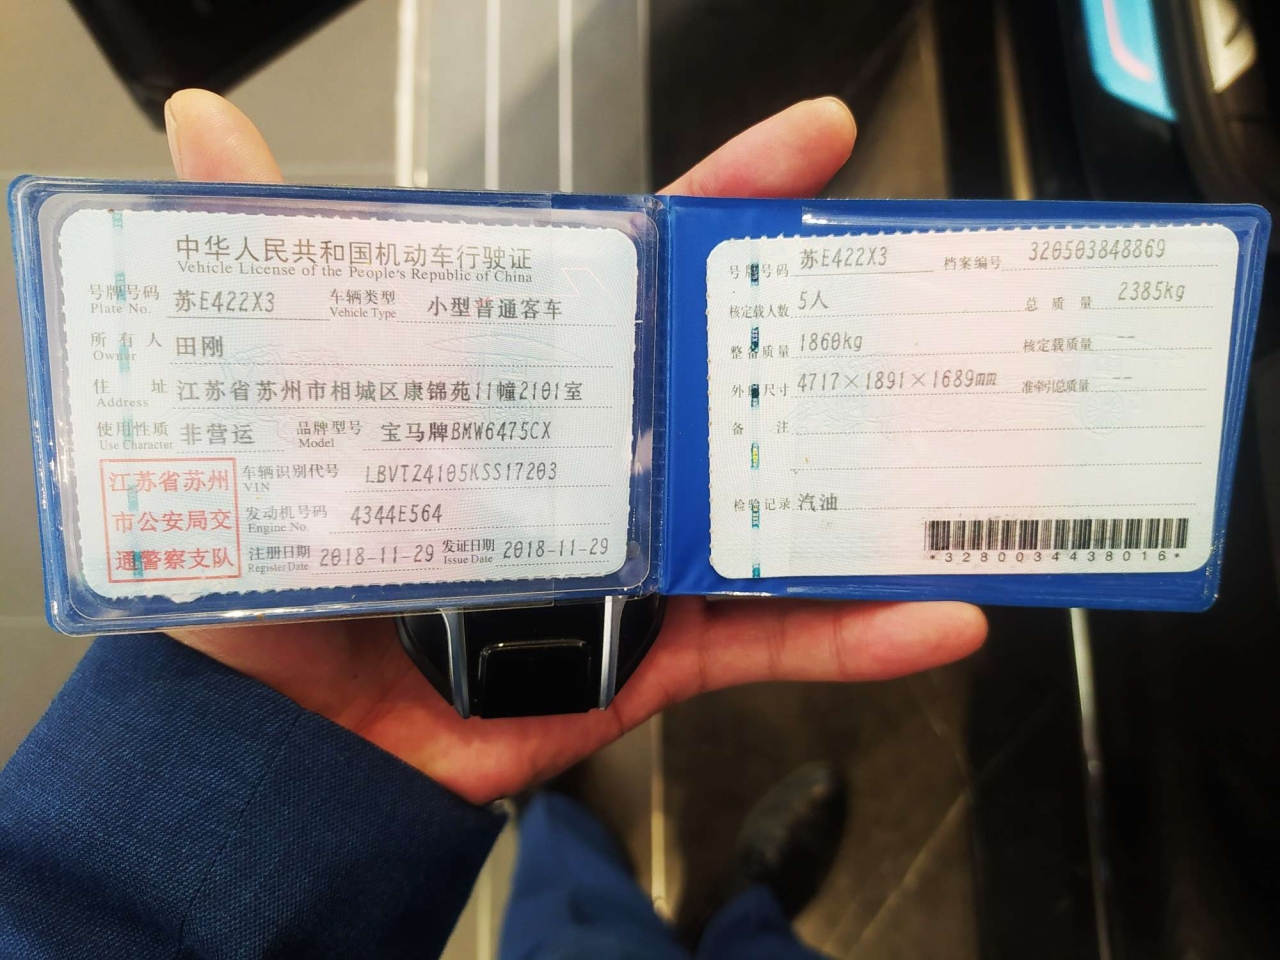 中华人民共和国机动车行驶证
Vehicle License of the People's Republic of China
号牌号码 苏E422X3 车辆类型 小型普通客车
Plate No. Vehicle Type
所有人 田刚
Owner
住址 江苏省苏州市相城区康锦苑11幢2101室
Address
使用性质 非营运 品牌型号 宝马牌BMW6475CX
Use Character Model
江苏省苏州
市公安局交
通警察支队
车辆识别代号 LBVTZ4105KSS17203
VIN
发动机号码 4344E564
Engine No.
注册日期 2018-11-29 发证日期 2018-11-29
Register Date Issue Date
号牌号码 苏E422X3 档案编号 320503848869
核定载人数 5人 总质量 2385kg
整备质量 1860kg 核定载质量 --
外廓尺寸 4717×1891×1689mm 准牵引总质量 --
备注
检验记录 汽油
*3280034438016*